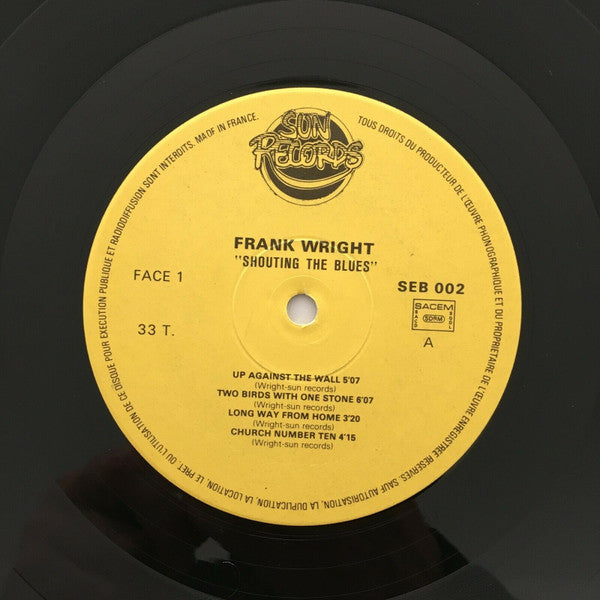 SUN
RECORDS
TOUS DROITS DU PRODUCTEUR DE L'ŒUVRE PHONOGRAPHIQUE ET DU PROPRIETAIRE DE L'ŒUVRE ENREGISTREE RESERVES. SAUF AUTORISATION, LA DUPLICATION, LA LOCATION, LE PRET, OU L'UTILISATION DE CE DISQUE POUR EXECUTION PUBLIQUE ET RADIODIFFUSION SONT INTERDITS. MADE IN FRANCE.
FRANK WRIGHT
"SHOUTING THE BLUES"
FACE 1
SEB 002
SACEM
SACD
SDRM
SGDL
33 T.
A
UP AGAINST THE WALL 5'07
(Wright-sun records)
TWO BIRDS WITH ONE STONE 6'07
(Wright-sun records)
LONG WAY FROM HOME 3'20
(Wright-sun records)
CHURCH NUMBER TEN 4'15
(Wright-sun records)